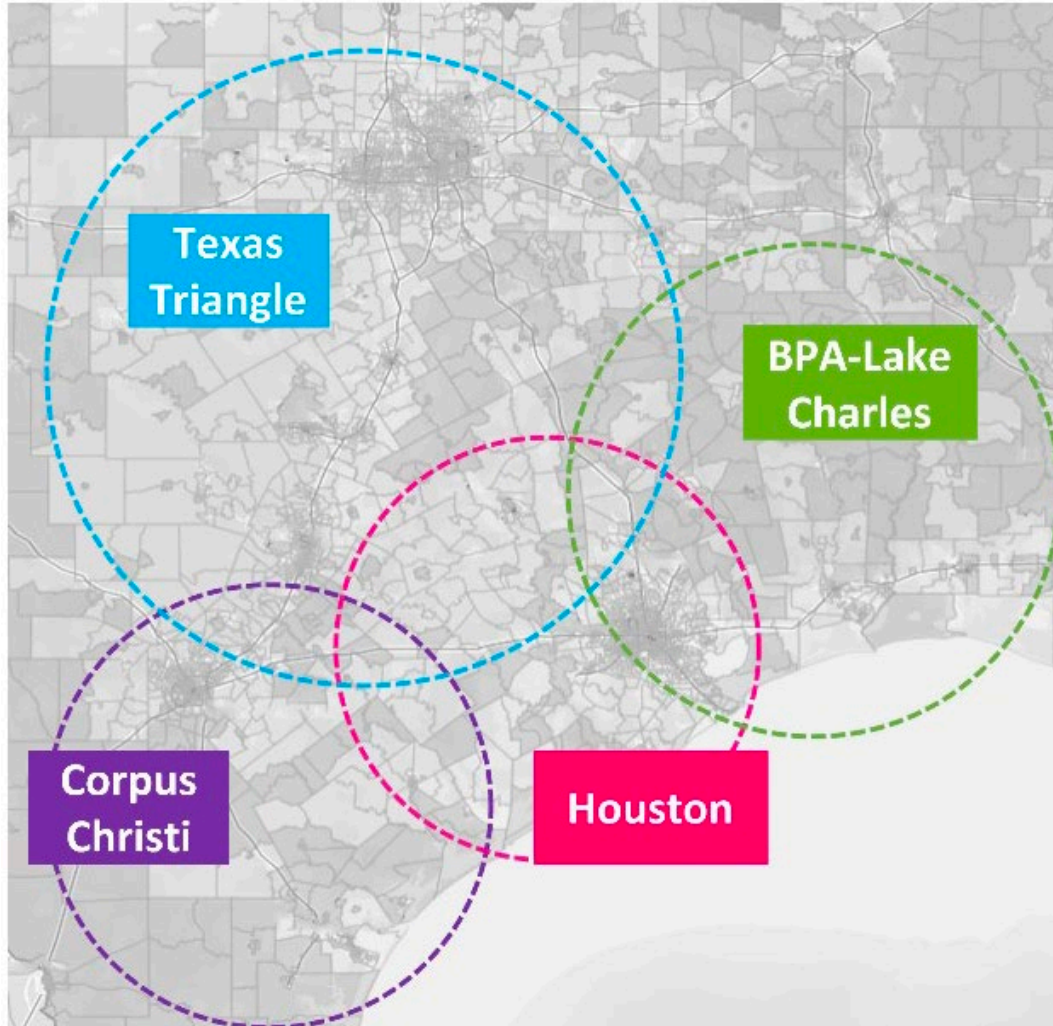 Texas
Triangle
BPA-Lake
Charles
Corpus
Christi
Houston